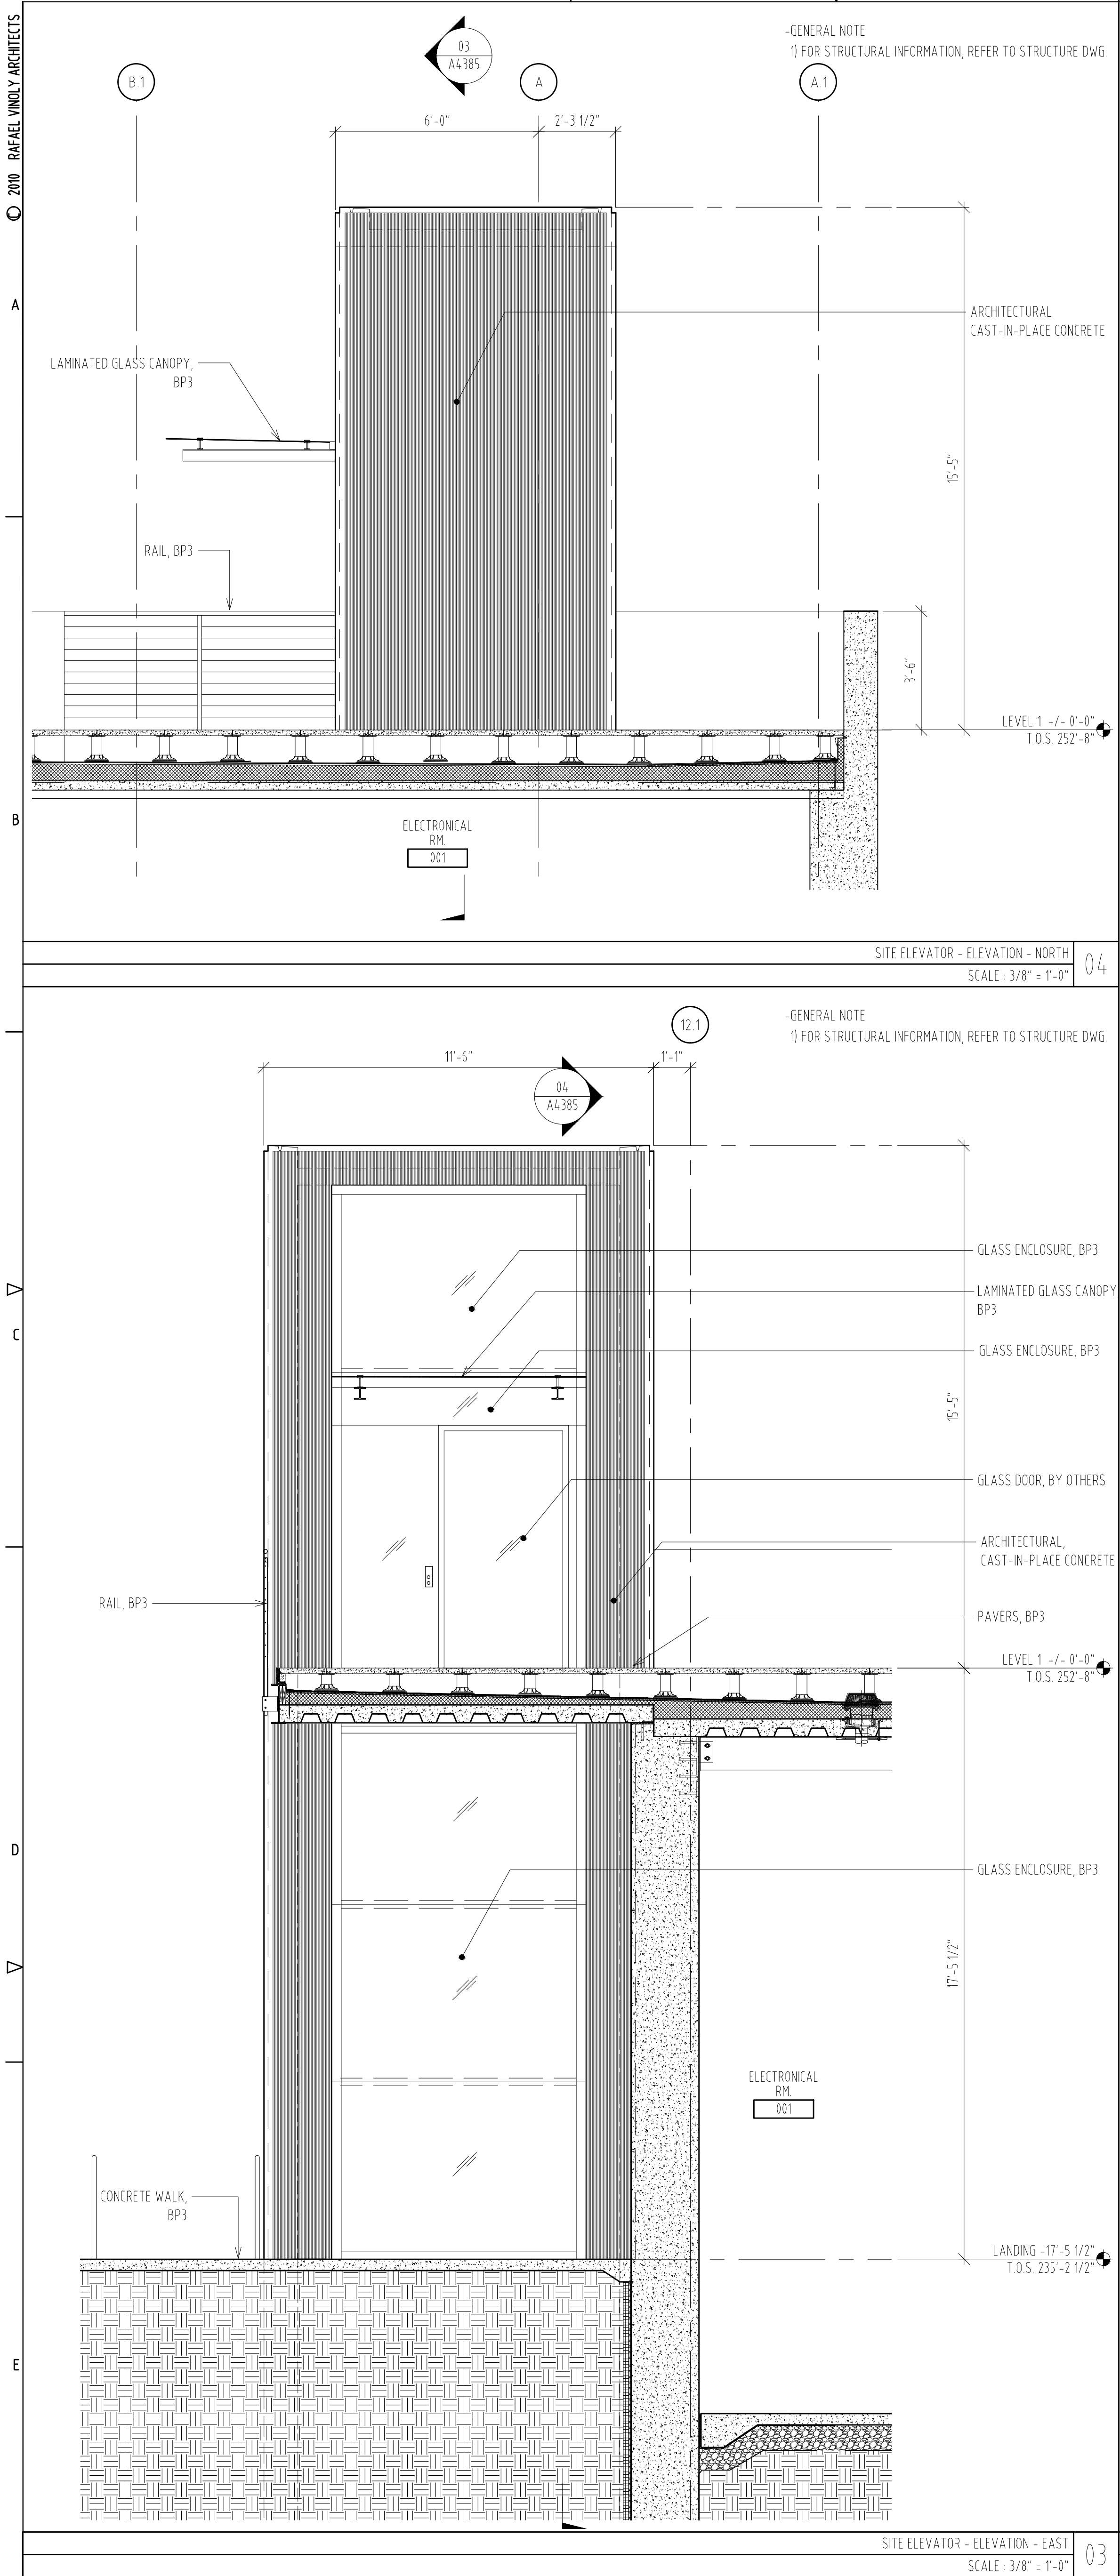 © 2010 RAFAEL VINOLY ARCHITECTS
-GENERAL NOTE
1) FOR STRUCTURAL INFORMATION, REFER TO STRUCTURE DWG.
03
A4385
B.1
A
A.1
6'-0"
2'-3 1/2"
A
ARCHITECTURAL
CAST-IN-PLACE CONCRETE
LAMINATED GLASS CANOPY,
BP3
15'-5"
RAIL, BP3
3'-6"
LEVEL 1 +/- 0'-0"
T.O.S. 252'-8"
B
ELECTRONICAL
RM.
001
SITE ELEVATOR - ELEVATION - NORTH
SCALE : 3/8" = 1'-0"
04
-GENERAL NOTE
1) FOR STRUCTURAL INFORMATION, REFER TO STRUCTURE DWG.
12.1
11'-6"
1'-1"
04
A4385
GLASS ENCLOSURE, BP3
LAMINATED GLASS CANOPY
BP3
C
GLASS ENCLOSURE, BP3
15'-5"
GLASS DOOR, BY OTHERS
ARCHITECTURAL,
CAST-IN-PLACE CONCRETE
RAIL, BP3
PAVERS, BP3
LEVEL 1 +/- 0'-0"
T.O.S. 252'-8"
D
GLASS ENCLOSURE, BP3
17'-5 1/2"
ELECTRONICAL
RM.
001
CONCRETE WALK,
BP3
LANDING -17'-5 1/2"
T.O.S. 235'-2 1/2"
E
SITE ELEVATOR - ELEVATION - EAST
SCALE : 3/8" = 1'-0"
03